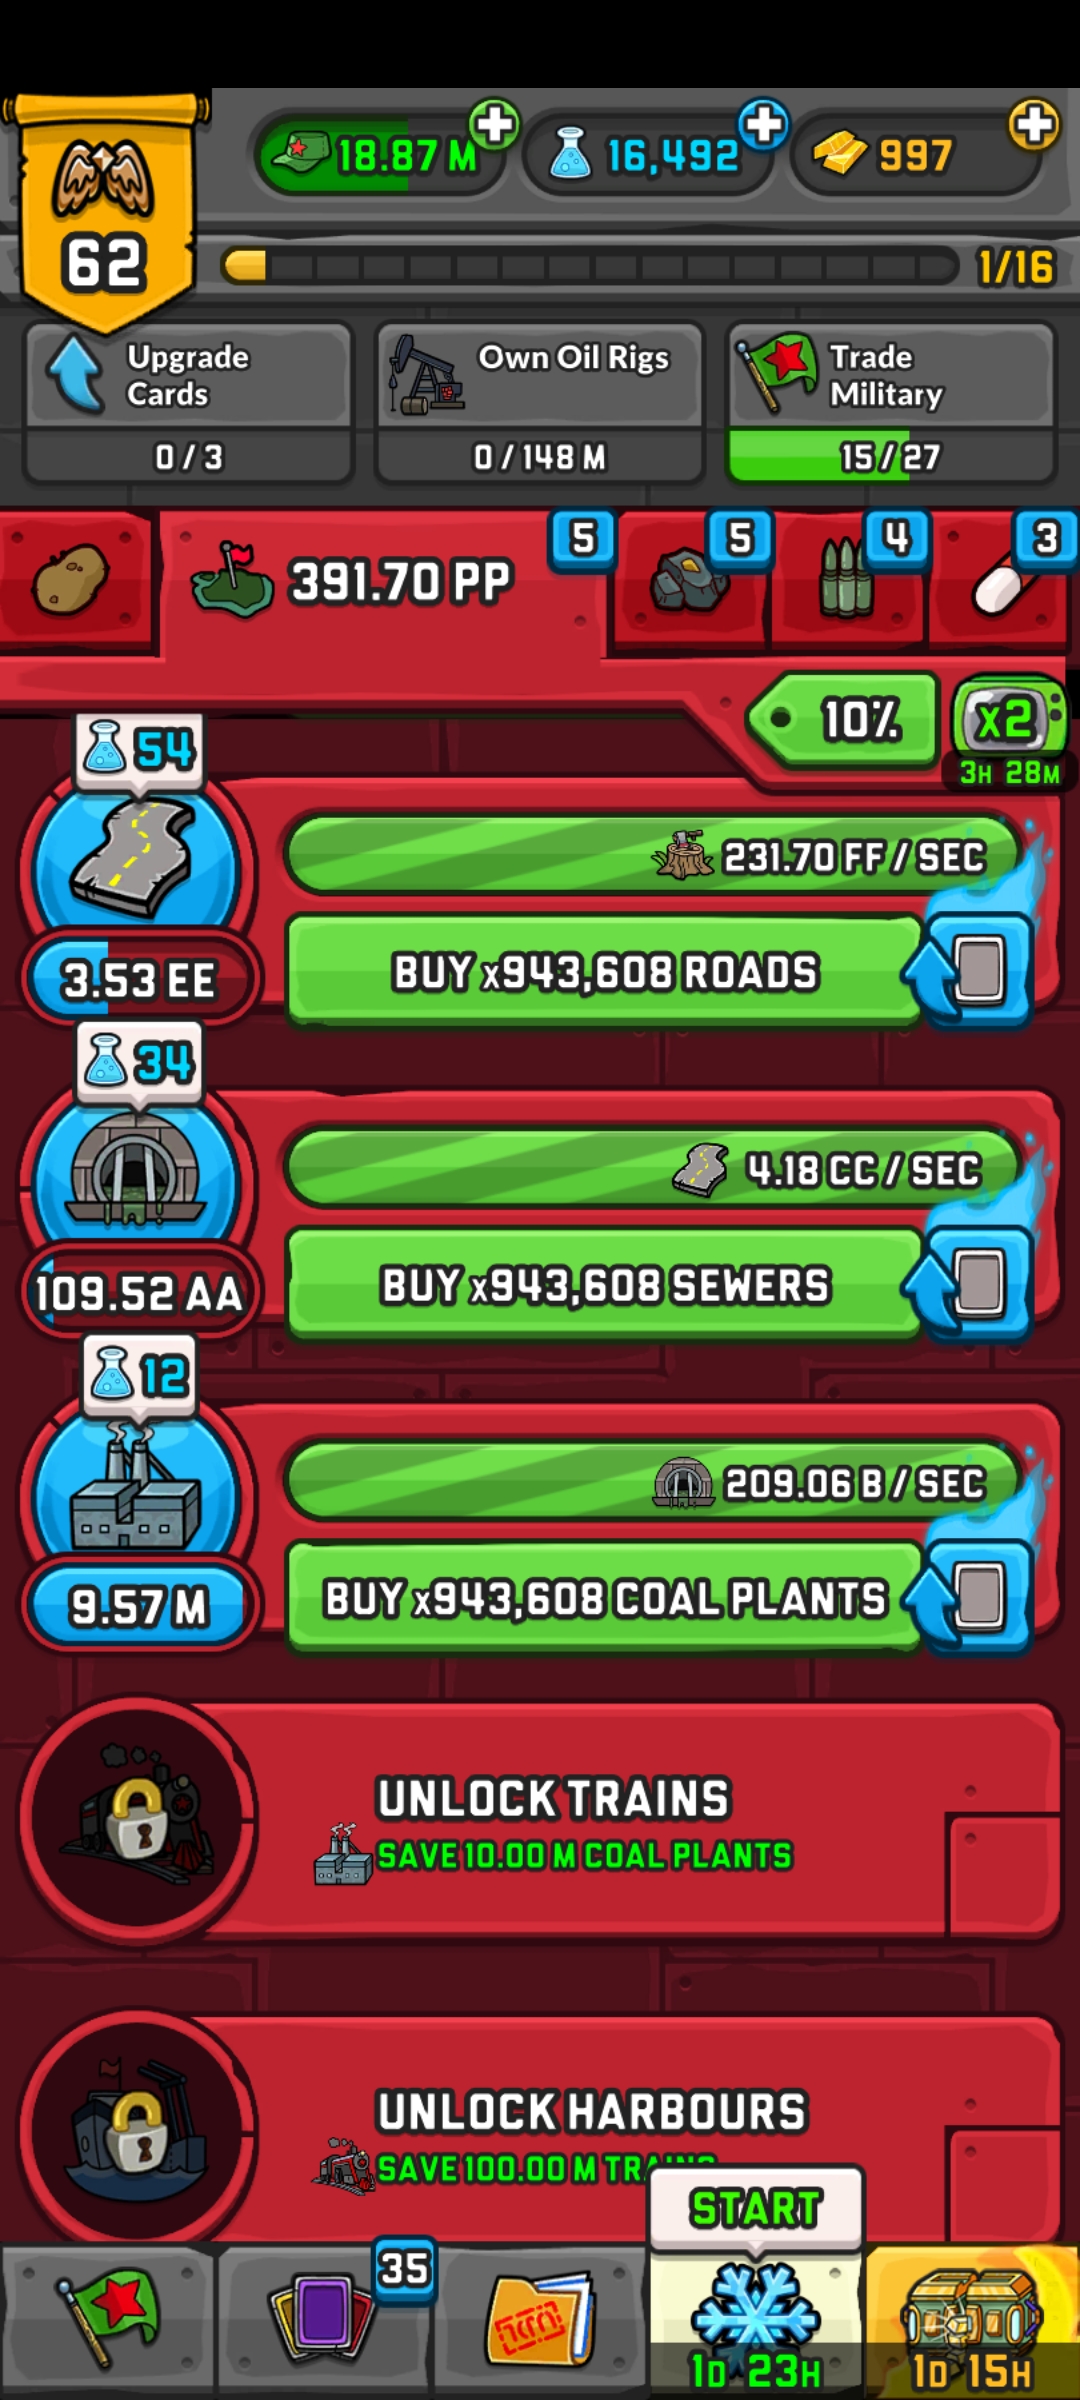 62
18.87 M
16,492
997
1/16
Upgrade
Cards
0 / 3
Own Oil Rigs
0 / 148 M
Trade
Military
15 / 27
391.70 PP
5
5
4
3
10%
x2
3H 28M
54
231.70 FF / SEC
3.53 EE
BUY x943,608 ROADS
34
4.18 CC / SEC
109.52 AA
BUY x943,608 SEWERS
12
209.06 B / SEC
9.57 M
BUY x943,608 COAL PLANTS
UNLOCK TRAINS
SAVE 10.00 M COAL PLANTS
UNLOCK HARBOURS
SAVE 100.00 M TRAINS
START
35
1D 23H
1D 15H